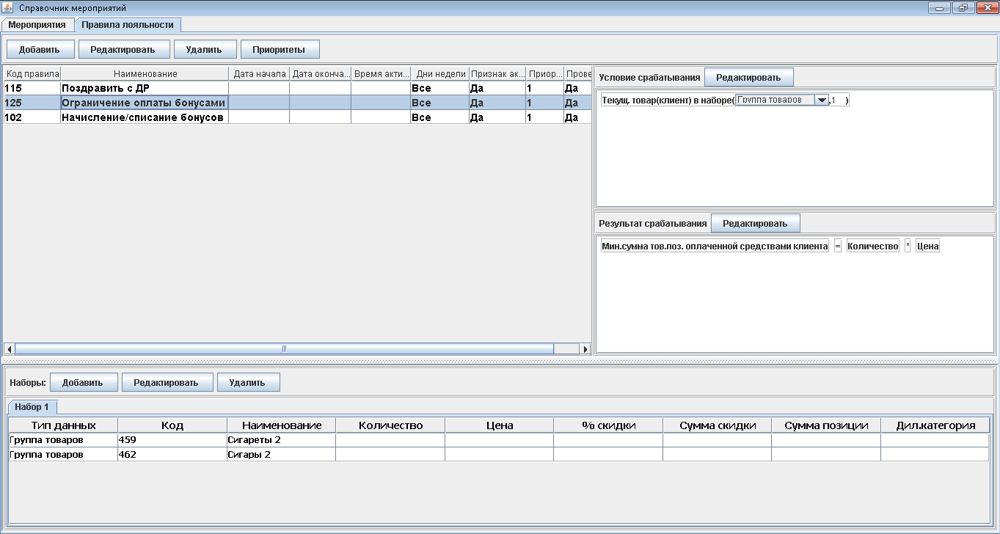 Справочник мероприятий
Мероприятия Правила лояльности
Добавить Редактировать Удалить Приоритеты
Код правила Наименование Дата начала Дата оконча... Время акти... Дни недели Признак ак... Приор... Прове
115 Поздравить с ДР Все Да 1 Да
125 Ограничение оплаты бонусами Все Да 1 Да
102 Начисление/списание бонусов Все Да 1 Да
Условие срабатывания Редактировать
Текущ. товар(клиент) в наборе( Группа товаров ,1 )
Результат срабатывания Редактировать
Мин.сумма тов.поз. оплаченной средствами клиента = Количество * Цена
Наборы: Добавить Редактировать Удалить
Набор 1
Тип данных Код Наименование Количество Цена % скидки Сумма скидки Сумма позиции Дил.категория
Группа товаров 459 Сигареты 2
Группа товаров 462 Сигары 2